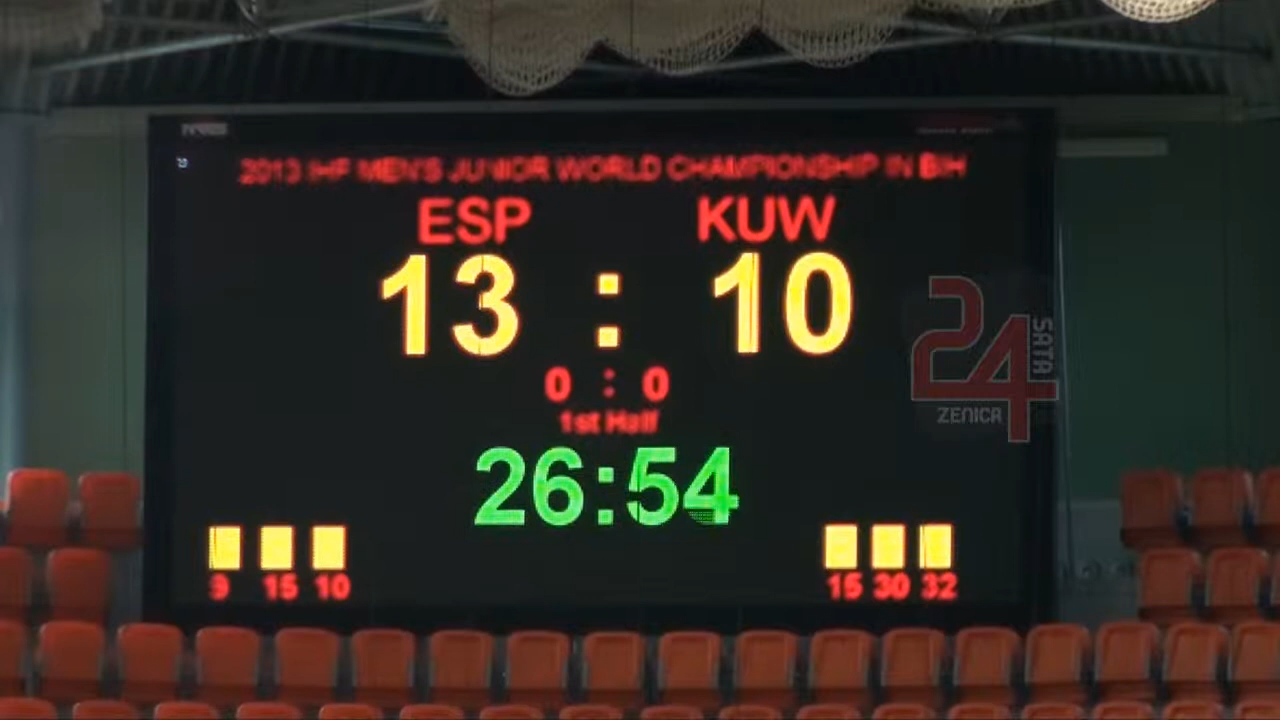 2013 IHF MEN'S JUNIOR WORLD CHAMPIONSHIP IN BIH
ESP KUW
13 : 10
0 : 0
1st Half
26:54
9 15 10 15 30 32
24 SATA
ZENICA